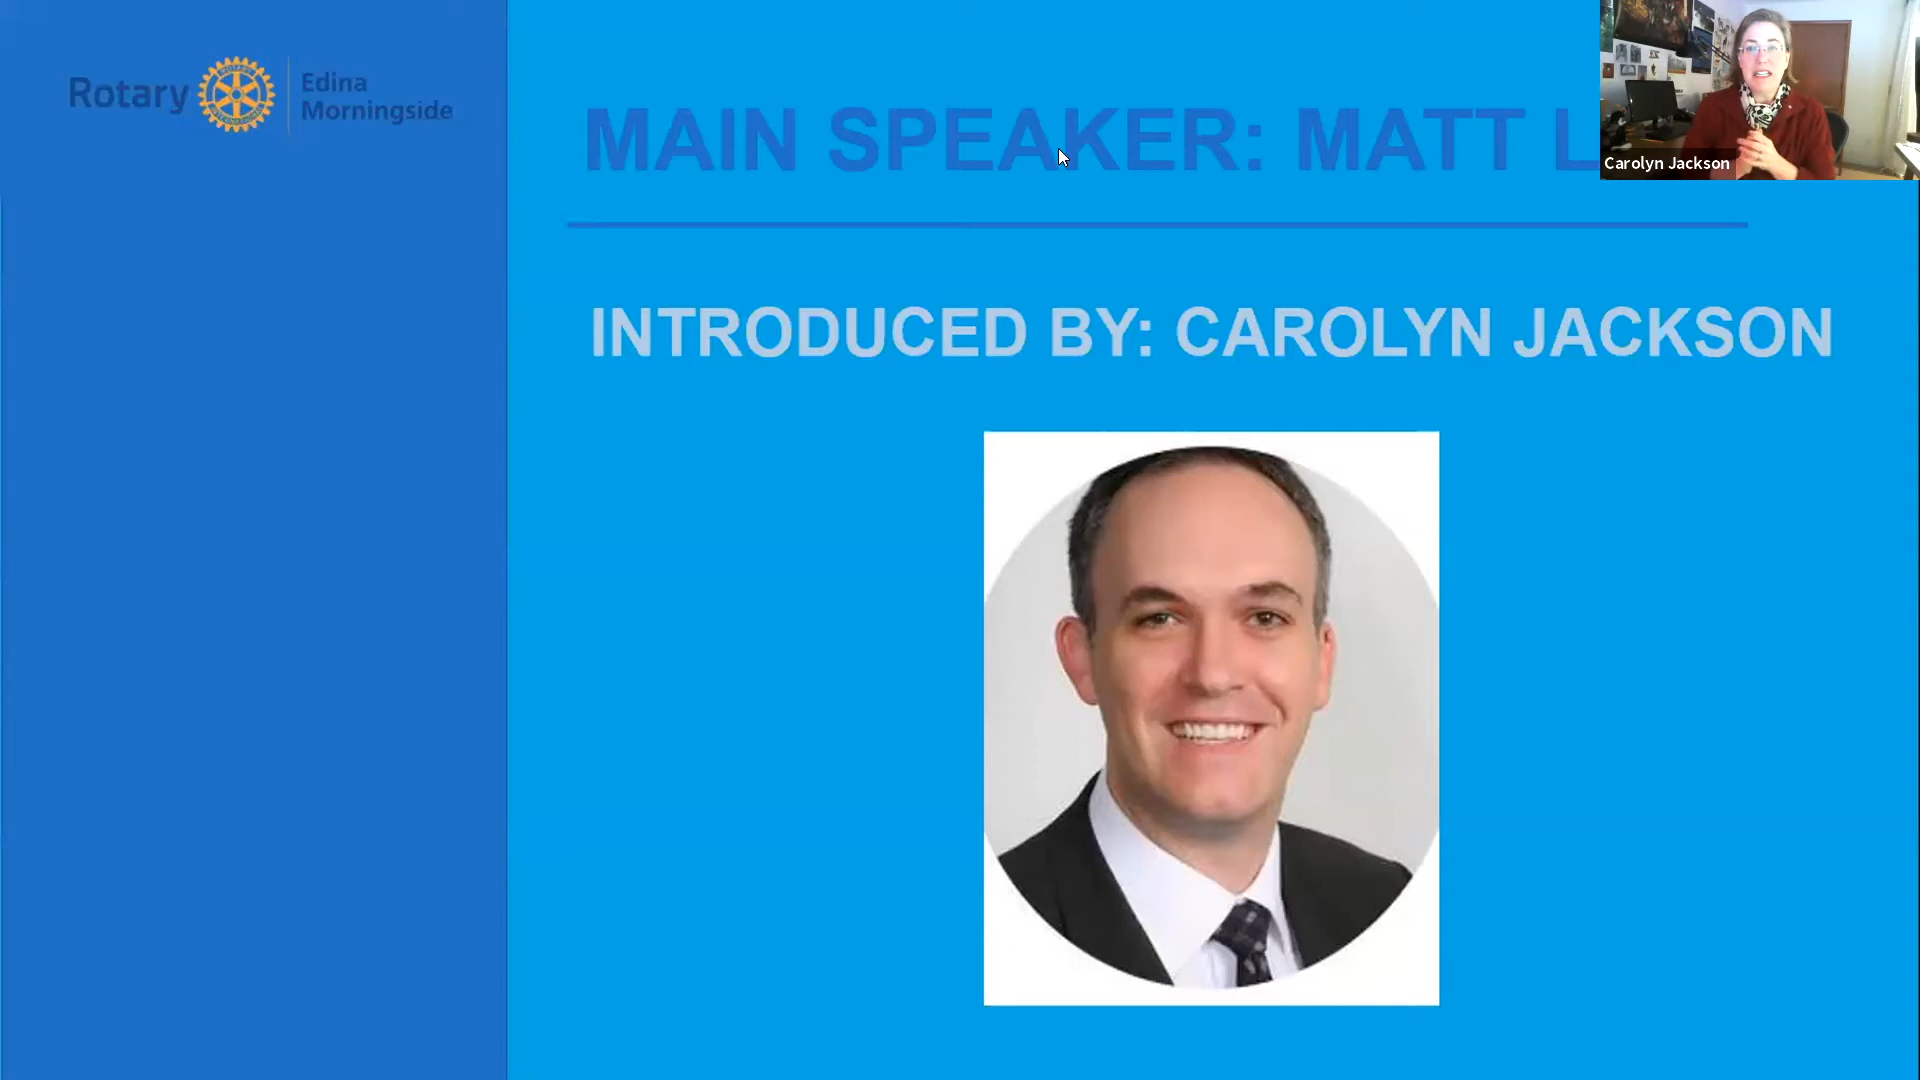 Rotary
Edina
Morningside
MAIN SPEAKER: MATT L
Carolyn Jackson
INTRODUCED BY: CAROLYN JACKSON